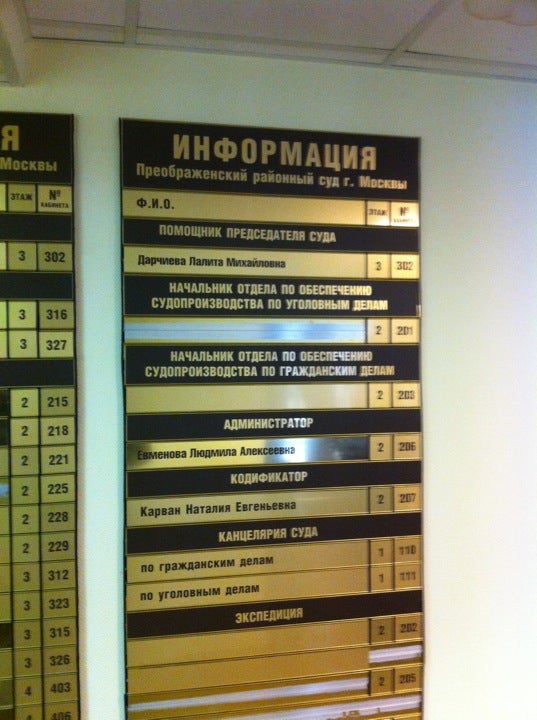 Я
Москвы
ЭТАЖ № КАБИНЕТА
3 302
3 316
3 327
2 215
2 218
2 221
2 225
2 228
2 229
3 312
3 323
3 315
3 326
4 403
406
ИНФОРМАЦИЯ
Преображенский районный суд г. Москвы
Ф.И.О. ЭТАЖ № КАБИНЕТА
ПОМОЩНИК ПРЕДСЕДАТЕЛЯ СУДА
Дарчиева Лалита Михайловна 3 302
НАЧАЛЬНИК ОТДЕЛА ПО ОБЕСПЕЧЕНИЮ
СУДОПРОИЗВОДСТВА ПО УГОЛОВНЫМ ДЕЛАМ
2 201
НАЧАЛЬНИК ОТДЕЛА ПО ОБЕСПЕЧЕНИЮ
СУДОПРОИЗВОДСТВА ПО ГРАЖДАНСКИМ ДЕЛАМ
2 203
АДМИНИСТРАТОР
Евменова Людмила Алексеевна 2 206
КОДИФИКАТОР
Карван Наталия Евгеньевна 2 207
КАНЦЕЛЯРИЯ СУДА
по гражданским делам 1 110
по уголовным делам 1 111
ЭКСПЕДИЦИЯ
2 202
2 205